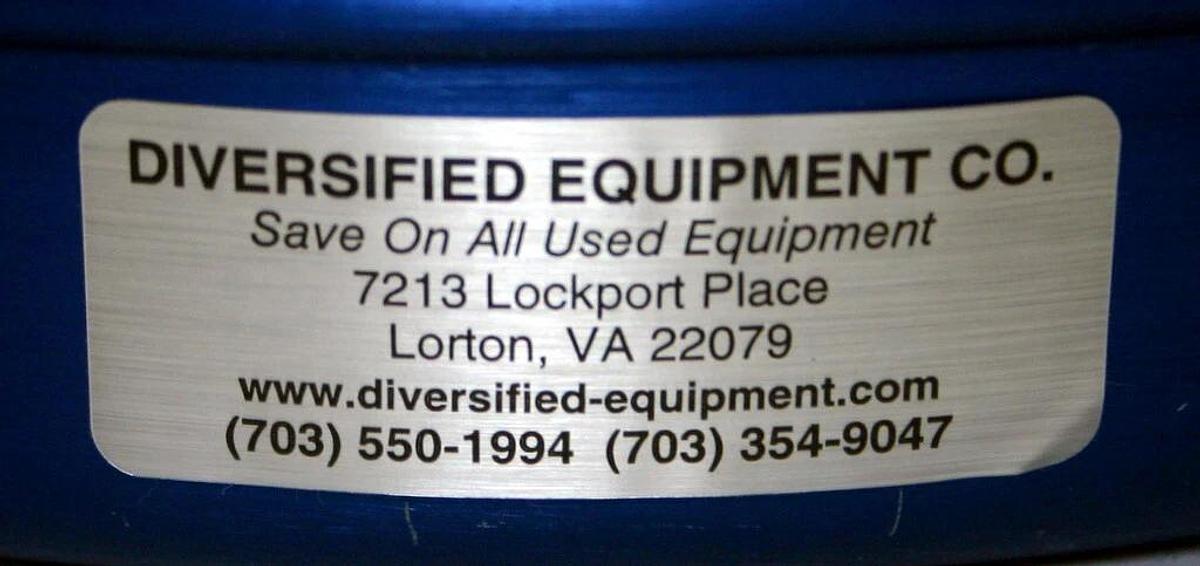 DIVERSIFIED EQUIPMENT CO.
Save On All Used Equipment
7213 Lockport Place
Lorton, VA 22079
www.diversified-equipment.com
(703) 550-1994 (703) 354-9047